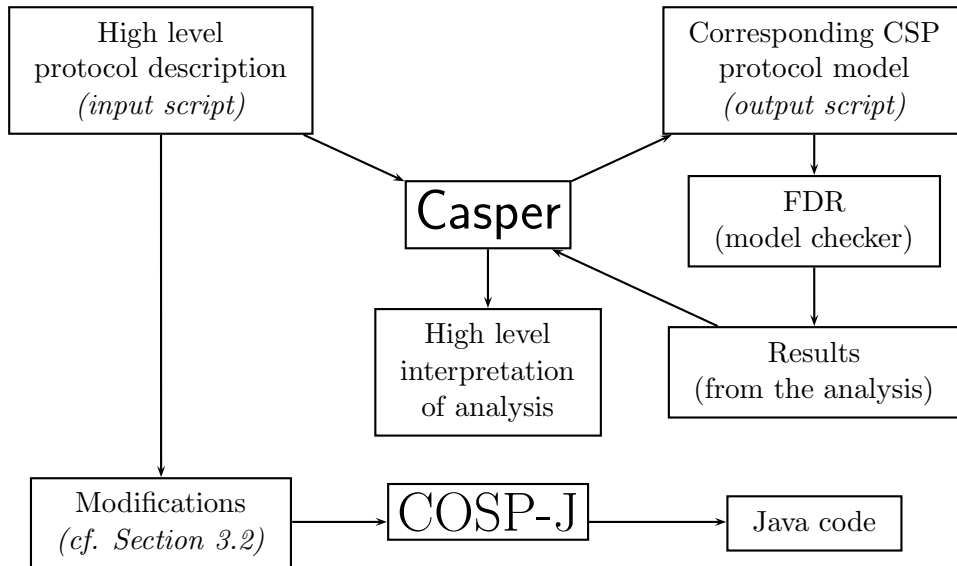 High level
protocol description
(input script)
Corresponding CSP
protocol model
(output script)
Casper
FDR
(model checker)
High level
interpretation
of analysis
Results
(from the analysis)
Modifications
(cf. Section 3.2)
COSP-J
Java code